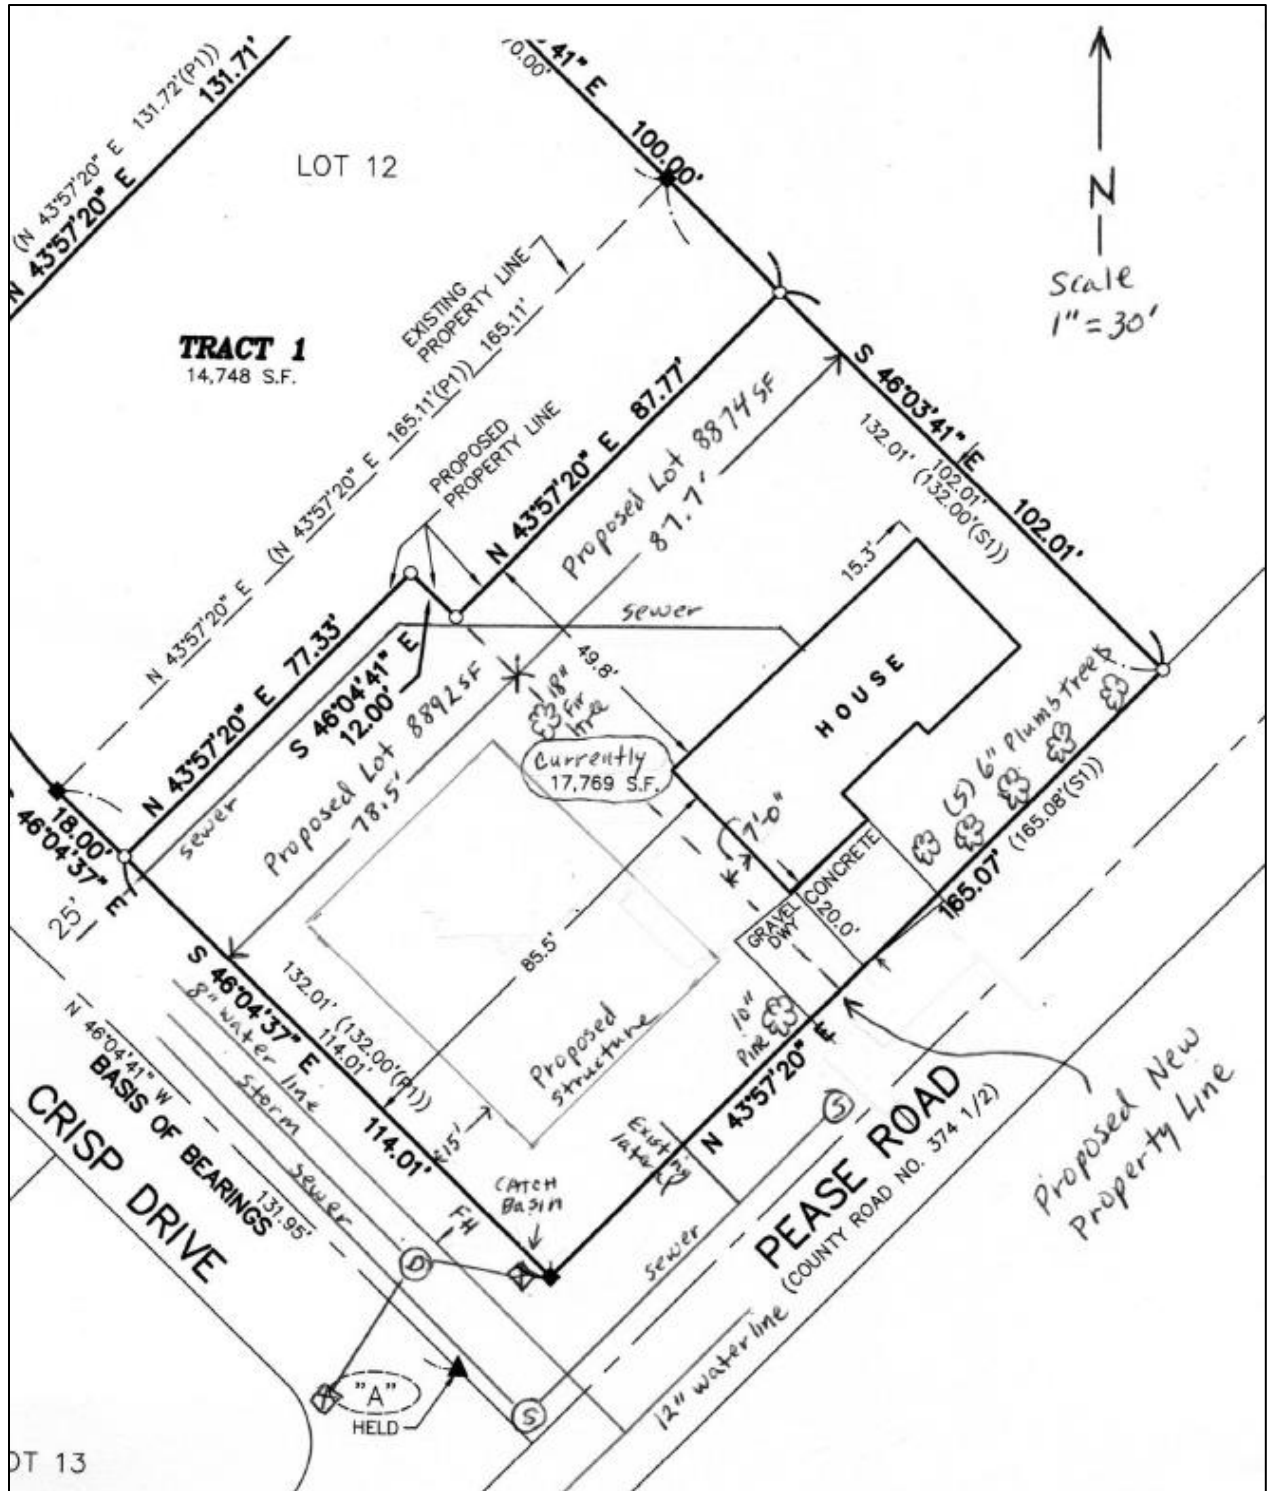 (N 43°57'20" E 131.72'(P1))
N 43°57'20" E 131.71'
41" E
70.00'
100.00'
LOT 12
N
Scale
1" = 30'
TRACT 1
14,748 S.F.
EXISTING
PROPERTY LINE
N 43°57'20" E (N 43°57'20" E 165.11'(P1)) 165.11'
PROPOSED
PROPERTY LINE
N 43°57'20" E 87.77'
Proposed Lot 8874 SF
87.7'
S 46°03'41" E 102.01'
132.01' (132.00'(S1))
102.01'
15.3'
HOUSE
sewer
49.8'
18"
Fir
tree
Currently
17,769 S.F.
N 43°57'20" E 77.33'
S 46°04'41" E
12.00'
Proposed Lot 8892 SF
78.5'
sewer
18.00'
46°04'37" E
25'
(5) 6" Plums Trees
7'-0"
CONCRETE
20.0'
GRAVEL
DWY
165.07' (165.08'(S1))
85.5'
Proposed
structure
10"
Pine
N 43°57'20" E
S 46°04'37" E 114.01'
132.01' (132.00'(P1))
114.01'
8" water line
storm
sewer
15'
Existing
lateral
CATCH
Basin
FH
D
S
S
sewer
N 46°04'41" W 131.95'
BASIS OF BEARINGS
CRISP DRIVE
PEASE ROAD
(COUNTY ROAD NO. 374 1/2)
12" water line
Proposed New
Property Line
"A"
HELD
OT 13